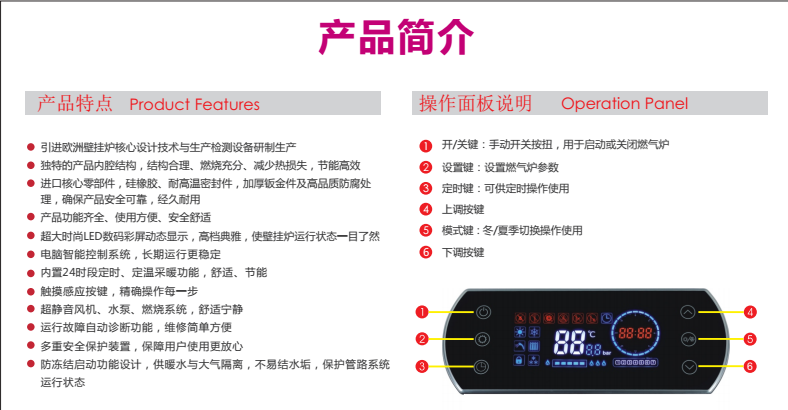 产品简介
产品特点 Product Features
引进欧洲壁挂炉核心设计技术与生产检测设备研制生产
独特的产品内腔结构，结构合理、燃烧充分、减少热损失，节能高效
进口核心零部件，硅橡胶、耐高温密封件，加厚钣金件及高品质防腐处
理，确保产品安全可靠，经久耐用
产品功能齐全、使用方便、安全舒适
超大时尚LED数码彩屏动态显示，高档典雅，使壁挂炉运行状态一目了然
电脑智能控制系统，长期运行更稳定
内置24时段定时、定温采暖功能，舒适、节能
触摸感应按键，精确操作每一步
超静音风机、水泵、燃烧系统，舒适宁静
运行故障自动诊断功能，维修简单方便
多重安全保护装置，保障用户使用更放心
防冻结启动功能设计，供暖水与大气隔离，不易结水垢，保护管路系统
运行状态
操作面板说明 Operation Panel
1 开/关键：手动开关按扭，用于启动或关闭燃气炉
2 设置键：设置燃气炉参数
3 定时键：可供定时操作使用
4 上调按键
5 模式键：冬/夏季切换操作使用
6 下调按键
1
2
3
88
℃
8.8 bar
88:88
4
5
6